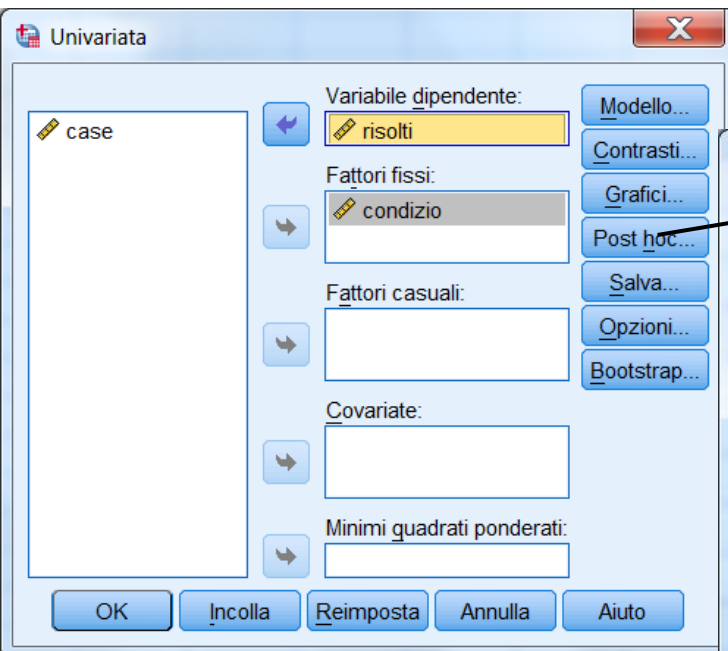 Univariata
case
Variabile dipendente:
risolti
Fattori fissi:
condizio
Fattori casuali:
Covariate:
Minimi quadrati ponderati:
Modello...
Contrasti...
Grafici...
Post hoc...
Salva...
Opzioni...
Bootstrap...
OK
Incolla
Reimposta
Annulla
Aiuto